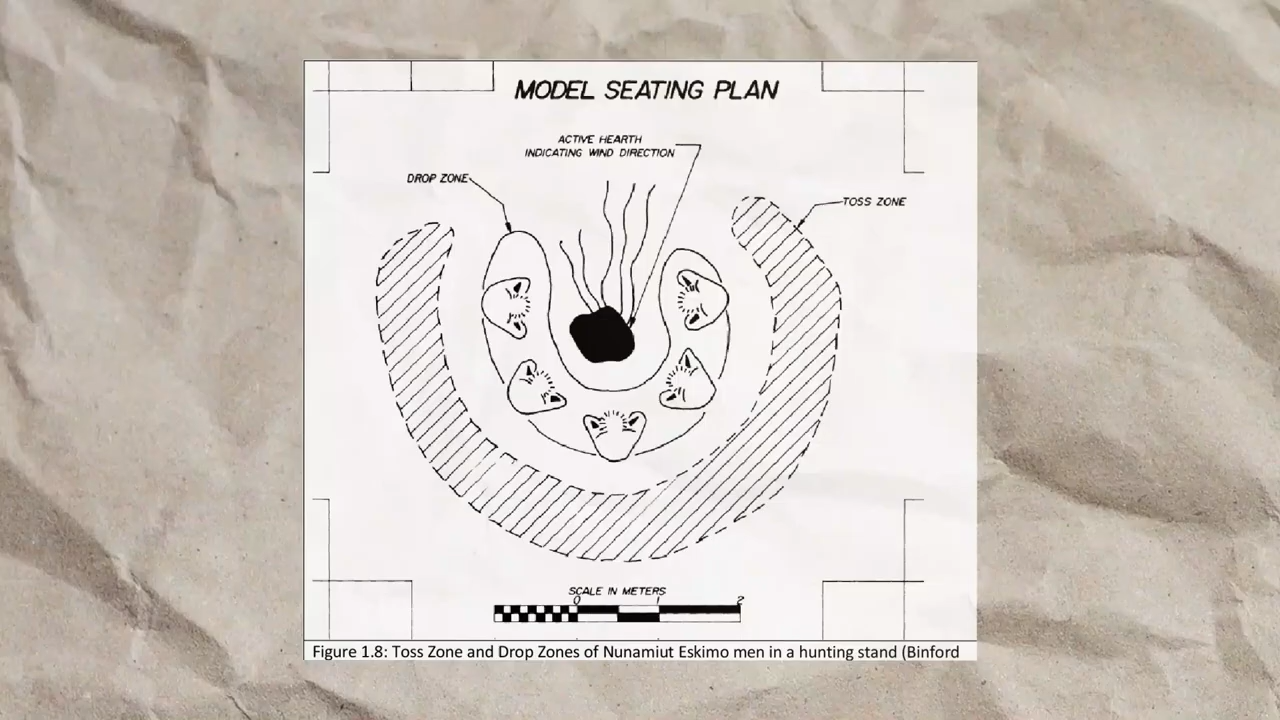 MODEL SEATING PLAN
ACTIVE HEARTH
INDICATING WIND DIRECTION
DROP ZONE
TOSS ZONE
SCALE IN METERS
0 1 2
Figure 1.8: Toss Zone and Drop Zones of Nunamiut Eskimo men in a hunting stand (Binford